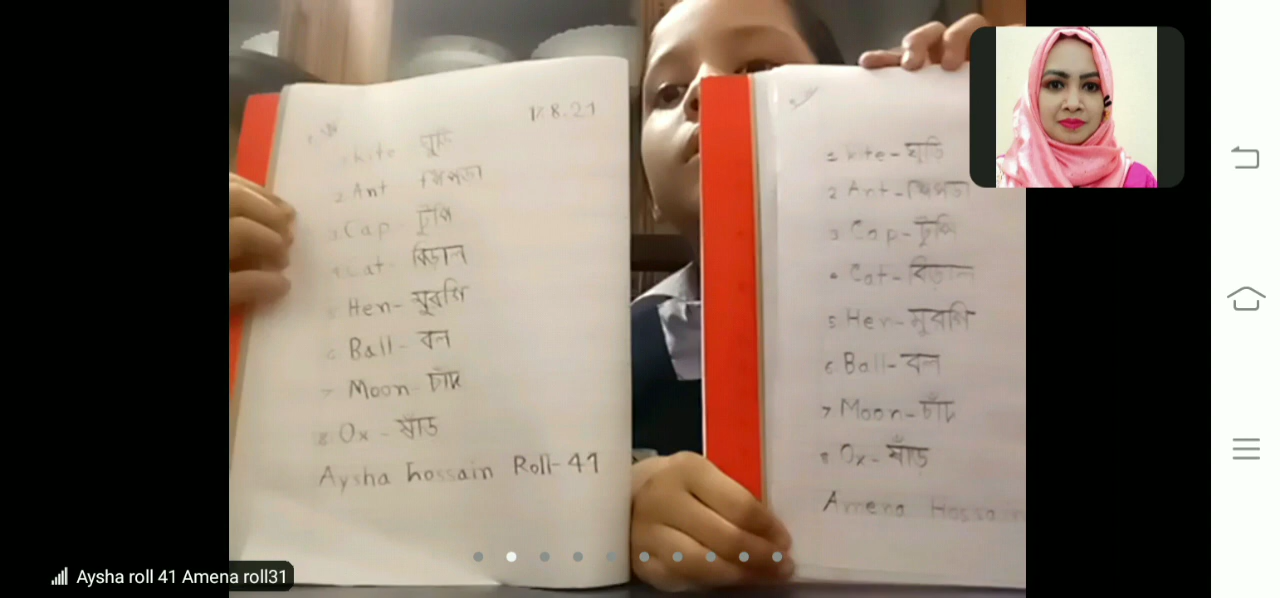 17.8.21
1 kite ঘুড়ি
2 Ant পিপড়া
3 Cap টুপি
4 Cat বিড়াল
5 Hen- মুরগি
6 Ball- বল
7 Moon- চাঁদ
8 Ox - ষাঁড়
Aysha hossain Roll-41
1 kite- ঘুড়ি
2 Ant- পিপড়া
3 Cap- টুপি
4 Cat- বিড়াল
5 Hen- মুরগি
6 Ball- বল
7 Moon- চাঁদ
8 Ox- ষাঁড়
Amena Hossain
Aysha roll 41 Amena roll31